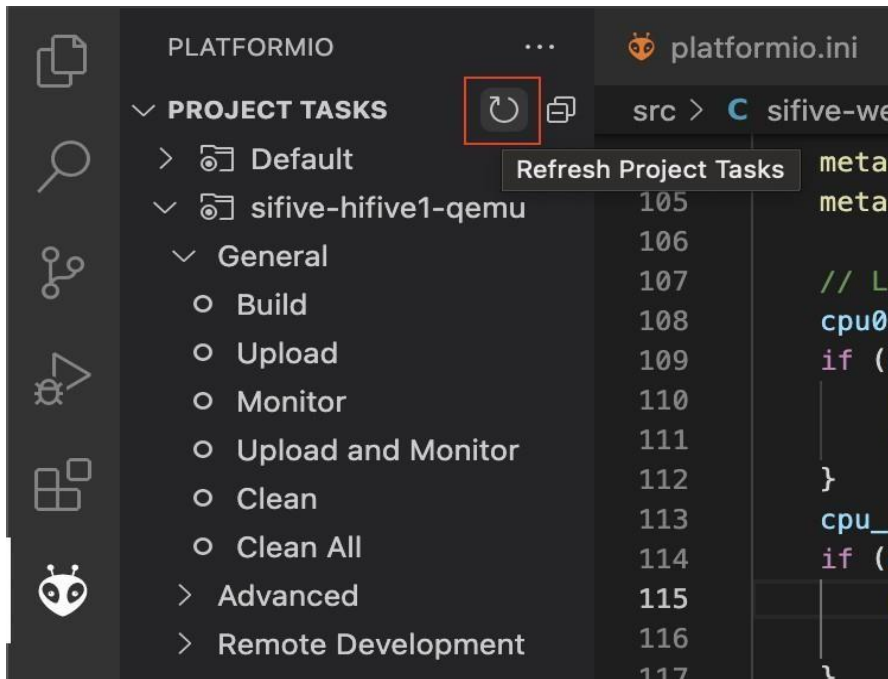 PLATFORMIO
PROJECT TASKS
Default
sifive-hifive1-qemu
General
Build
Upload
Monitor
Upload and Monitor
Clean
Clean All
Advanced
Remote Development
platformio.ini
src > C sifive-we
Refresh Project Tasks
meta
105 meta
106
107 // L
108 cpu0
109 if (
110
111
112 }
113 cpu_
114 if (
115
116
117 }